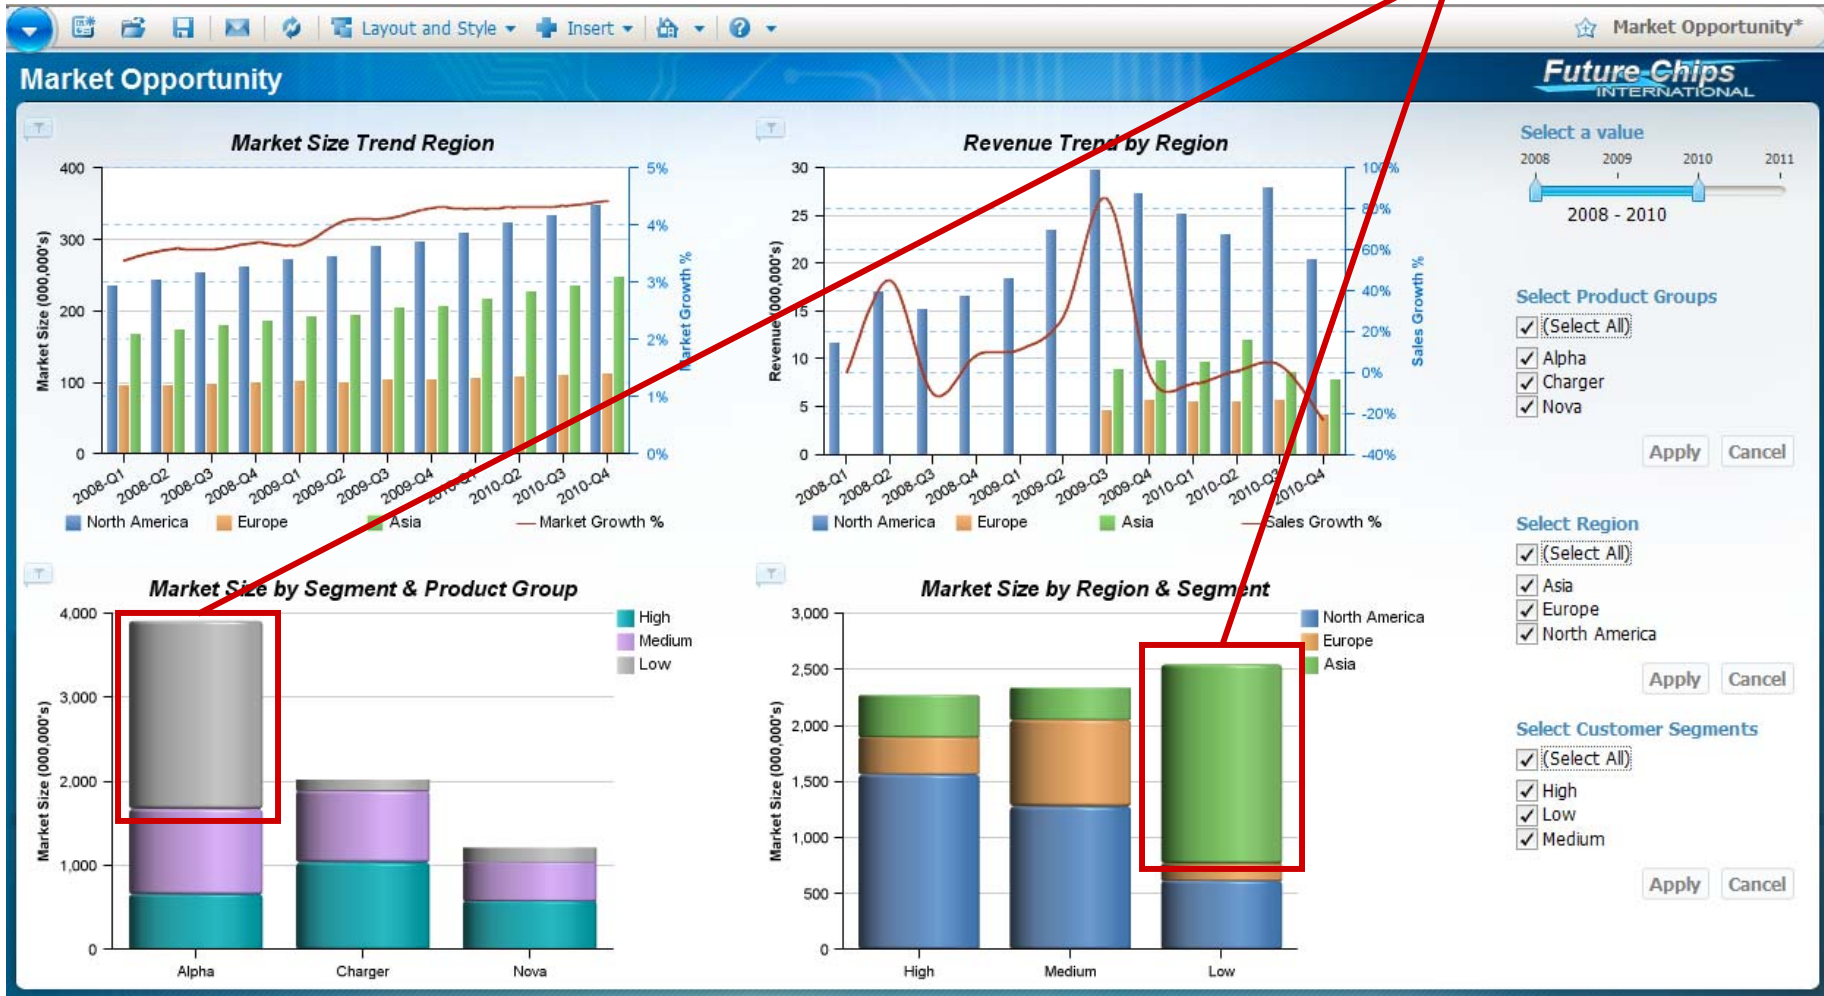 Layout and Style
Insert
Market Opportunity*
Market Opportunity
Future Chips
INTERNATIONAL
Market Size Trend Region
400
300
200
100
0
Market Size (000,000's)
5%
4%
3%
2%
1%
0%
Market Growth %
2008-Q1
2008-Q2
2008-Q3
2008-Q4
2009-Q1
2009-Q2
2009-Q3
2009-Q4
2010-Q1
2010-Q2
2010-Q3
2010-Q4
North America
Europe
Asia
Market Growth %
Revenue Trend by Region
30
25
20
15
10
5
0
Revenue (000,000's)
100%
80%
60%
40%
20%
0%
-20%
-40%
Sales Growth %
2008-Q1
2008-Q2
2008-Q3
2008-Q4
2009-Q1
2009-Q2
2009-Q3
2009-Q4
2010-Q1
2010-Q2
2010-Q3
2010-Q4
North America
Europe
Asia
Sales Growth %
Market Size by Segment & Product Group
4,000
3,000
2,000
1,000
0
Market Size (000,000's)
Alpha
Charger
Nova
High
Medium
Low
Market Size by Region & Segment
3,000
2,500
2,000
1,500
1,000
500
0
Market Size (000,000's)
High
Medium
Low
North America
Europe
Asia
Select a value
2008 2009 2010 2011
2008 - 2010
Select Product Groups
(Select All)
Alpha
Charger
Nova
Apply Cancel
Select Region
(Select All)
Asia
Europe
North America
Apply Cancel
Select Customer Segments
(Select All)
High
Low
Medium
Apply Cancel